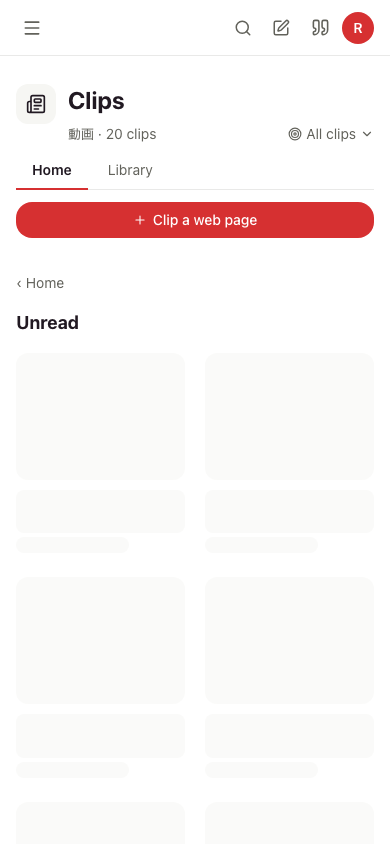 R
Clips
動画 · 20 clips
All clips
Home
Library
Clip a web page
‹ Home
Unread